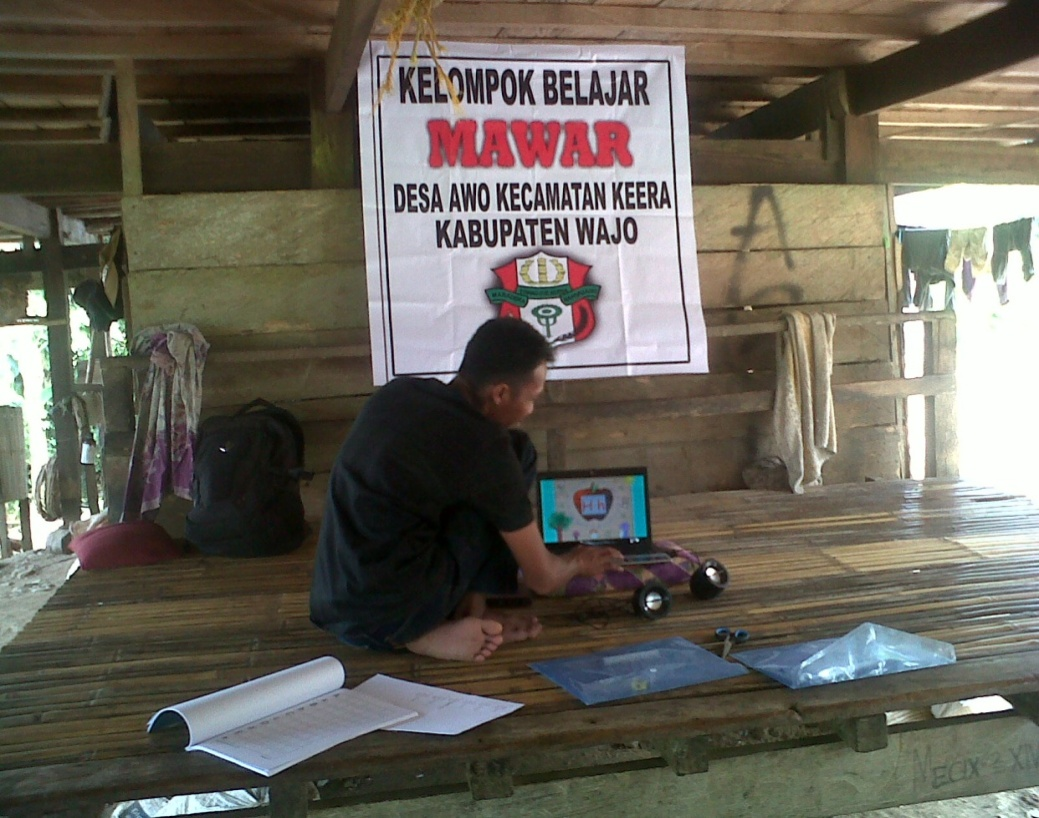 KELOMPOK BELAJAR
MAWAR
DESA AWO KECAMATAN KEERA
KABUPATEN WAJO